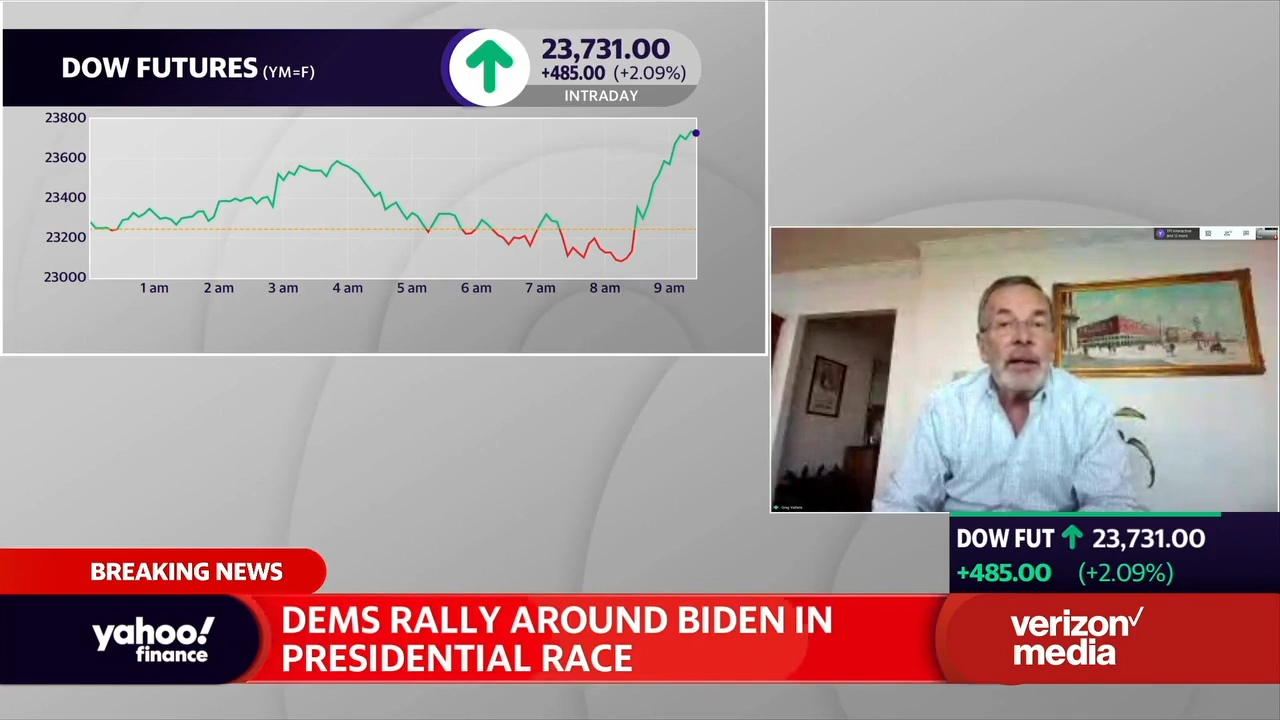 DOW FUTURES (YM=F)
23,731.00
+485.00 (+2.09%)
INTRADAY
23800
23600
23400
23200
23000
1 am 2 am 3 am 4 am 5 am 6 am 7 am 8 am 9 am
Greg Valliere
DOW FUT 23,731.00
+485.00 (+2.09%)
BREAKING NEWS
yahoo!
finance
DEMS RALLY AROUND BIDEN IN
PRESIDENTIAL RACE
verizon
media